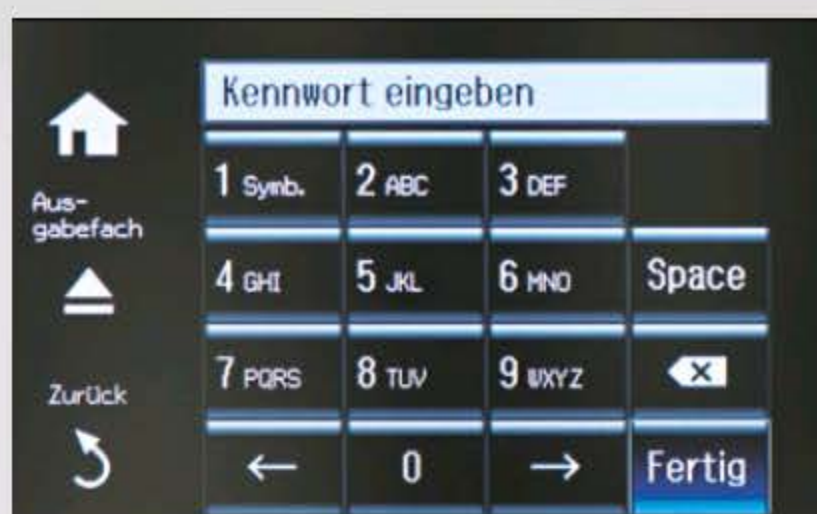 Kennwort eingeben
1 Symb. 2 ABC 3 DEF
Aus-
gabefach
4 GHI 5 JKL 6 MNO Space
7 PQRS 8 TUV 9 WXYZ
Zurück
← 0 → Fertig